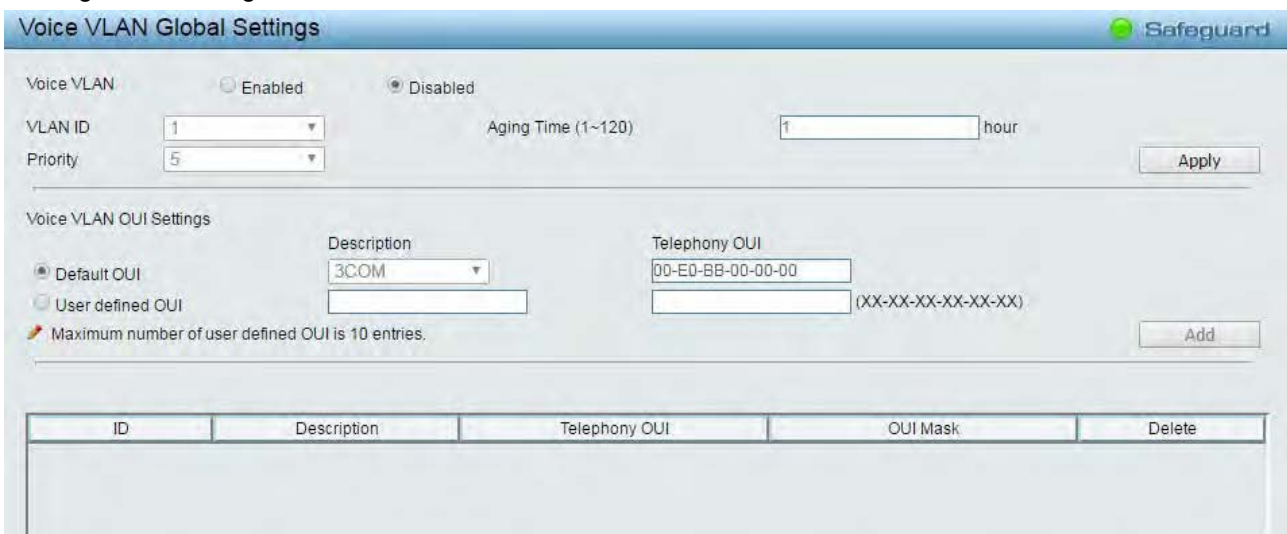 Voice VLAN Global Settings Safeguard
Voice VLAN Enabled Disabled
VLAN ID 1 Aging Time (1~120) 1 hour
Priority 5 Apply
Voice VLAN OUI Settings
Description Telephony OUI
Default OUI 3COM 00-E0-BB-00-00-00
User defined OUI (XX-XX-XX-XX-XX-XX)
Maximum number of user defined OUI is 10 entries. Add
ID Description Telephony OUI OUI Mask Delete